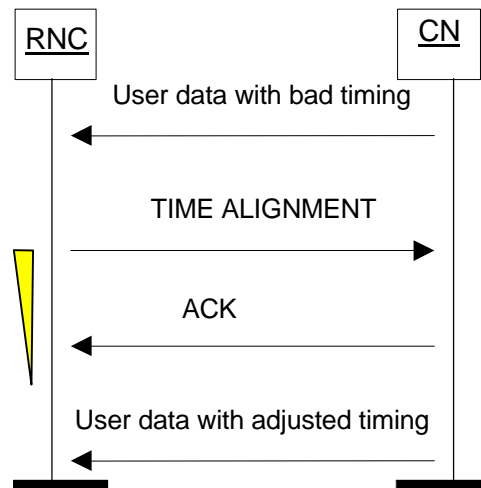 RNC
CN
User data with bad timing
TIME ALIGNMENT
ACK
User data with adjusted timing